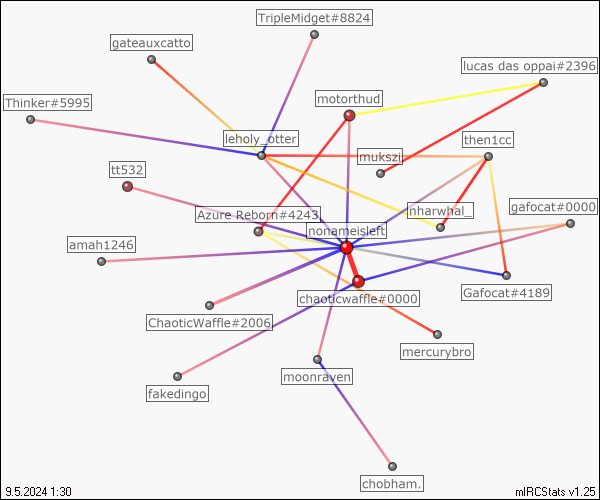 TripleMidget#8824
gateauxcatto
lucas das oppai#2396
Thinker#5995
motorthud
leholy_otter
then1cc
mukszi
tt532
nharwhal_
gafocat#0000
Azure Reborn#4243
nonameisleft
amah1246
Gafocat#4189
chaoticwaffle#0000
ChaoticWaffle#2006
mercurybro
moonraven
fakedingo
chobham.
9.5.2024 1:30
mIRCStats v1.25